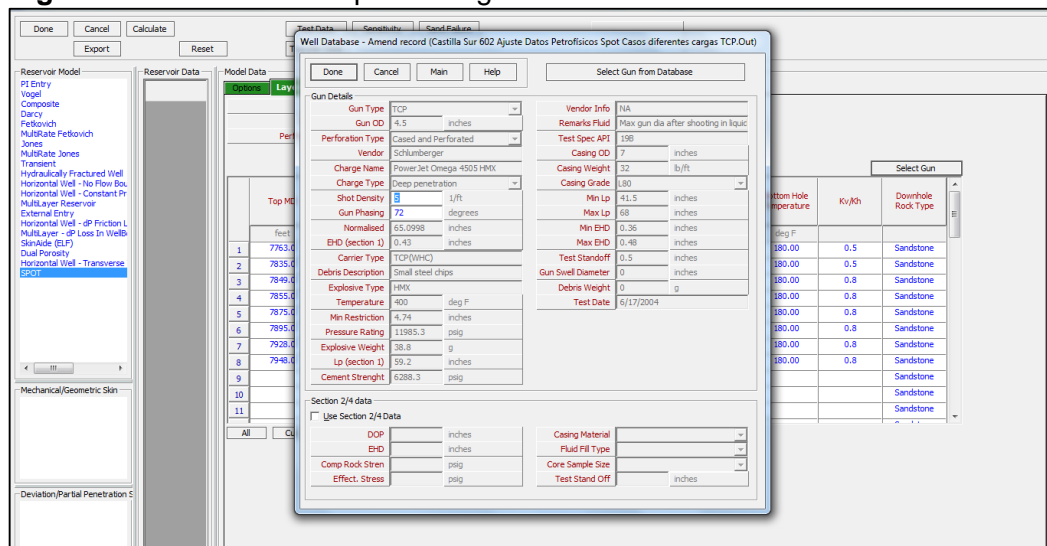 Done Cancel Calculate Test Data Sensitivity Sand Failure
Export Reset
Well Database - Amend record (Castilla Sur 602 Ajuste Datos Petrofísicos Spot Casos diferentes cargas TCP.Out)
Done Cancel Main Help Select Gun from Database
Reservoir Model
PI Entry
Vogel
Composite
Darcy
Fetkovich
MultiRate Fetkovich
Jones
MultiRate Jones
Transient
Hydraulically Fractured Well
Horizontal Well - No Flow Bou
Horizontal Well - Constant Pr
MultiLayer Reservoir
External Entry
Horizontal Well - dP Friction L
MultiLayer - dP Loss In WellB
SkinAide (ELF)
Dual Porosity
Horizontal Well - Transverse
SPOT
Mechanical/Geometric Skin
Deviation/Partial Penetration S
Reservoir Data
Model Data
Options
Top MD
feet
1 7763.0
2 7835.0
3 7849.0
4 7855.0
5 7875.0
6 7895.0
7 7928.0
8 7948.0
9
10
11
All
Gun Details
Gun Type TCP
Gun OD 4.5 inches
Perforation Type Cased and Perforated
Vendor Schlumberger
Charge Name PowerJet Omega 4505 HMX
Charge Type Deep penetration
Shot Density 5 1/ft
Gun Phasing 72 degrees
Normalised 65.0998 inches
EHD (section 1) 0.43 inches
Carrier Type TCP(WHC)
Debris Description Small steel chips
Explosive Type HMX
Temperature 400 deg F
Min Restriction 4.74 inches
Pressure Rating 11985.3 psig
Explosive Weight 38.8 g
Lp (section 1) 59.2 inches
Cement Strenght 6288.3 psig
Vendor Info NA
Remarks Fluid Max gun dia after shooting in liquic
Test Spec API 19B
Casing OD 7 inches
Casing Weight 32 lb/ft
Casing Grade L80
Min Lp 41.5 inches
Max Lp 68 inches
Min EHD 0.36 inches
Max EHD 0.48 inches
Test Standoff 0.5 inches
Gun Swell Diameter 0 inches
Debris Weight 0 g
Test Date 6/17/2004
Section 2/4 data
Use Section 2/4 Data
DOP inches
EHD inches
Comp Rock Stren psig
Effect. Stress psig
Casing Material
Fluid Fill Type
Core Sample Size
Test Stand Off inches
Select Gun
Kv/Kh Downhole
Rock Type
deg F
180.00 0.5 Sandstone
180.00 0.5 Sandstone
180.00 0.8 Sandstone
180.00 0.8 Sandstone
180.00 0.8 Sandstone
180.00 0.8 Sandstone
180.00 0.8 Sandstone
180.00 0.8 Sandstone
Sandstone
Sandstone
Sandstone